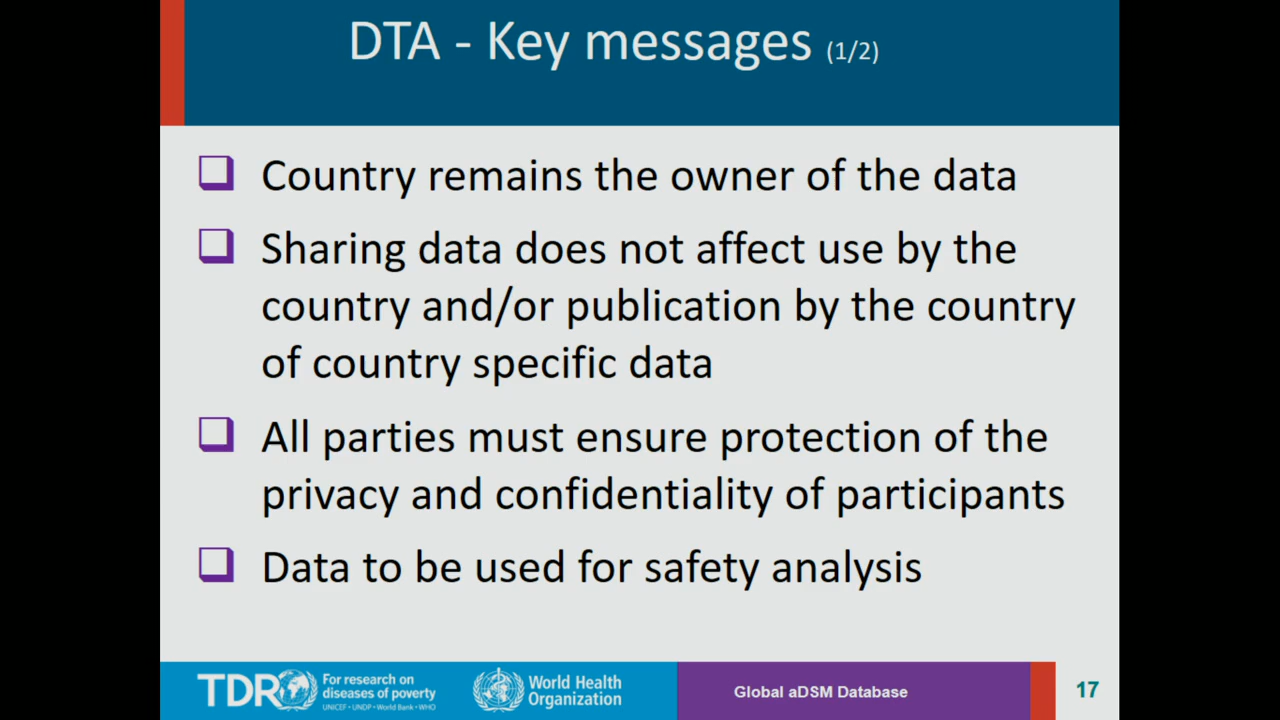 DTA - Key messages (1/2)
Country remains the owner of the data
Sharing data does not affect use by the
country and/or publication by the country
of country specific data
All parties must ensure protection of the
privacy and confidentiality of participants
Data to be used for safety analysis
TDR For research on
diseases of poverty
UNICEF • UNDP • World Bank • WHO
World Health
Organization
Global aDSM Database
17